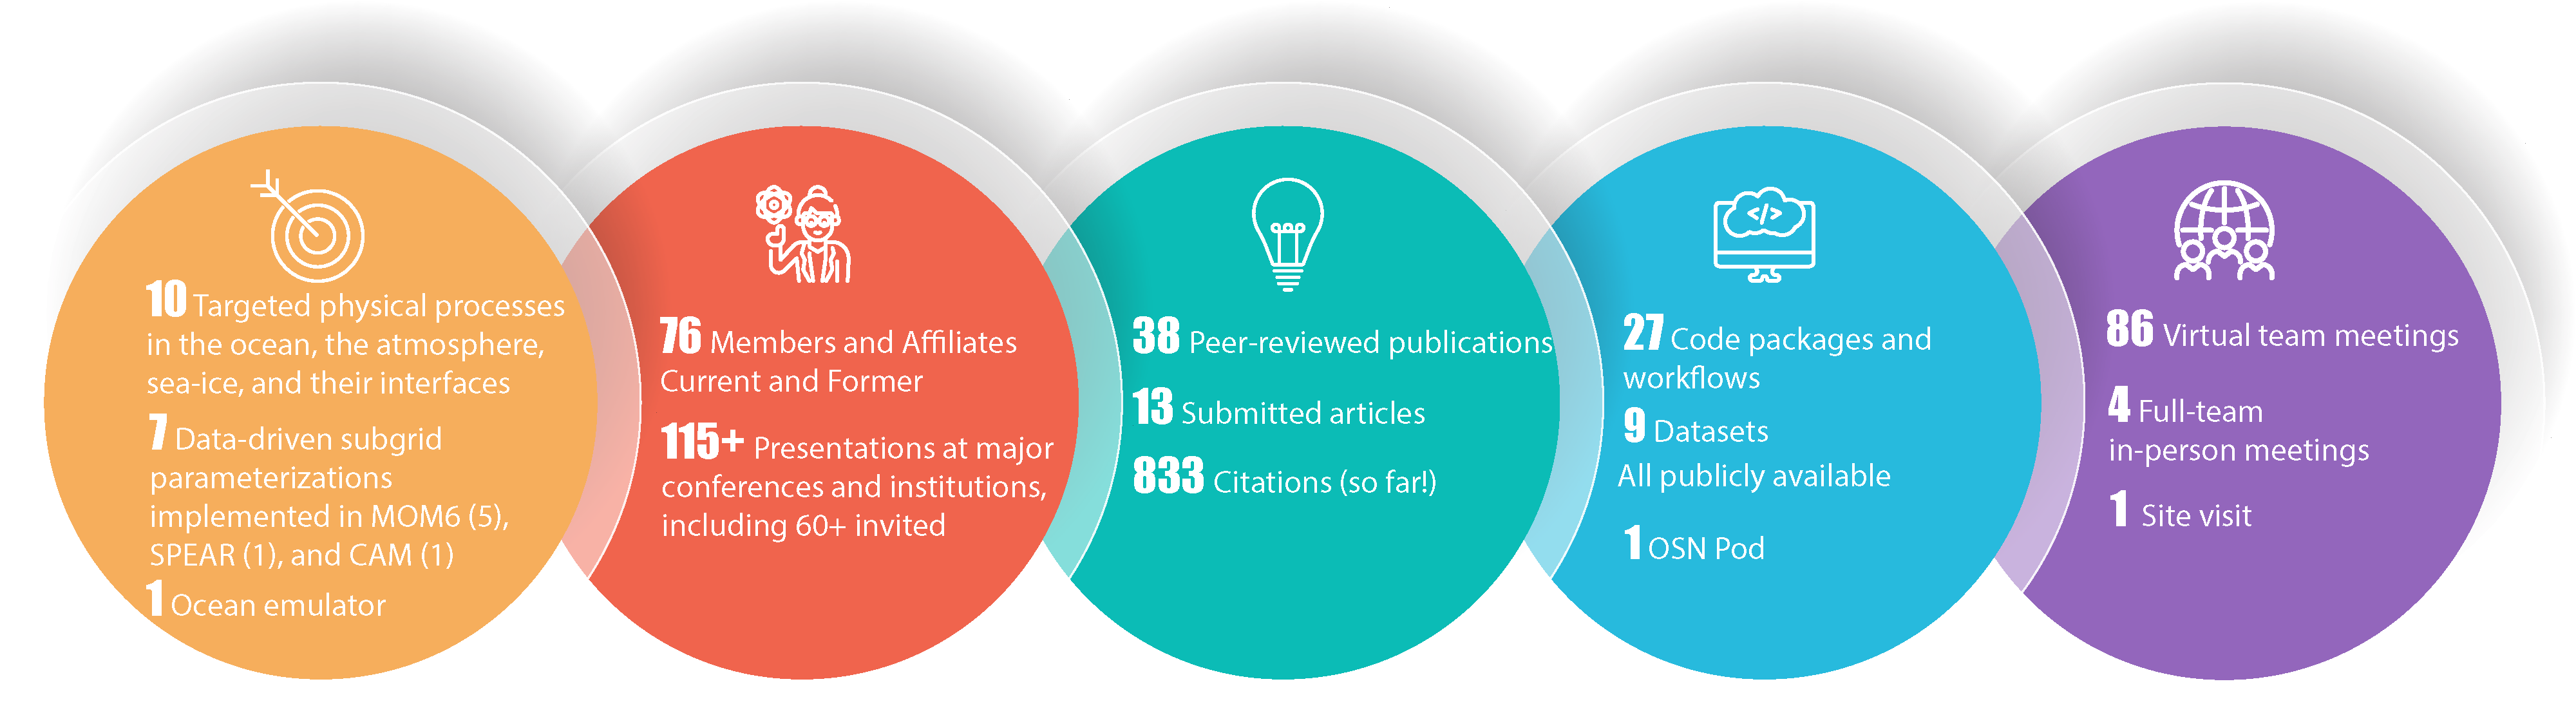 10 Targeted physical processes
in the ocean, the atmosphere,
sea-ice, and their interfaces
7 Data-driven subgrid
parameterizations
implemented in MOM6 (5),
SPEAR (1), and CAM (1)
1 Ocean emulator
76 Members and Affiliates
Current and Former
115+ Presentations at major
conferences and institutions,
including 60+ invited
38 Peer-reviewed publications
13 Submitted articles
833 Citations (so far!)
</>
27 Code packages and
workflows
9 Datasets
All publicly available
1 OSN Pod
86 Virtual team meetings
4 Full-team
in-person meetings
1 Site visit